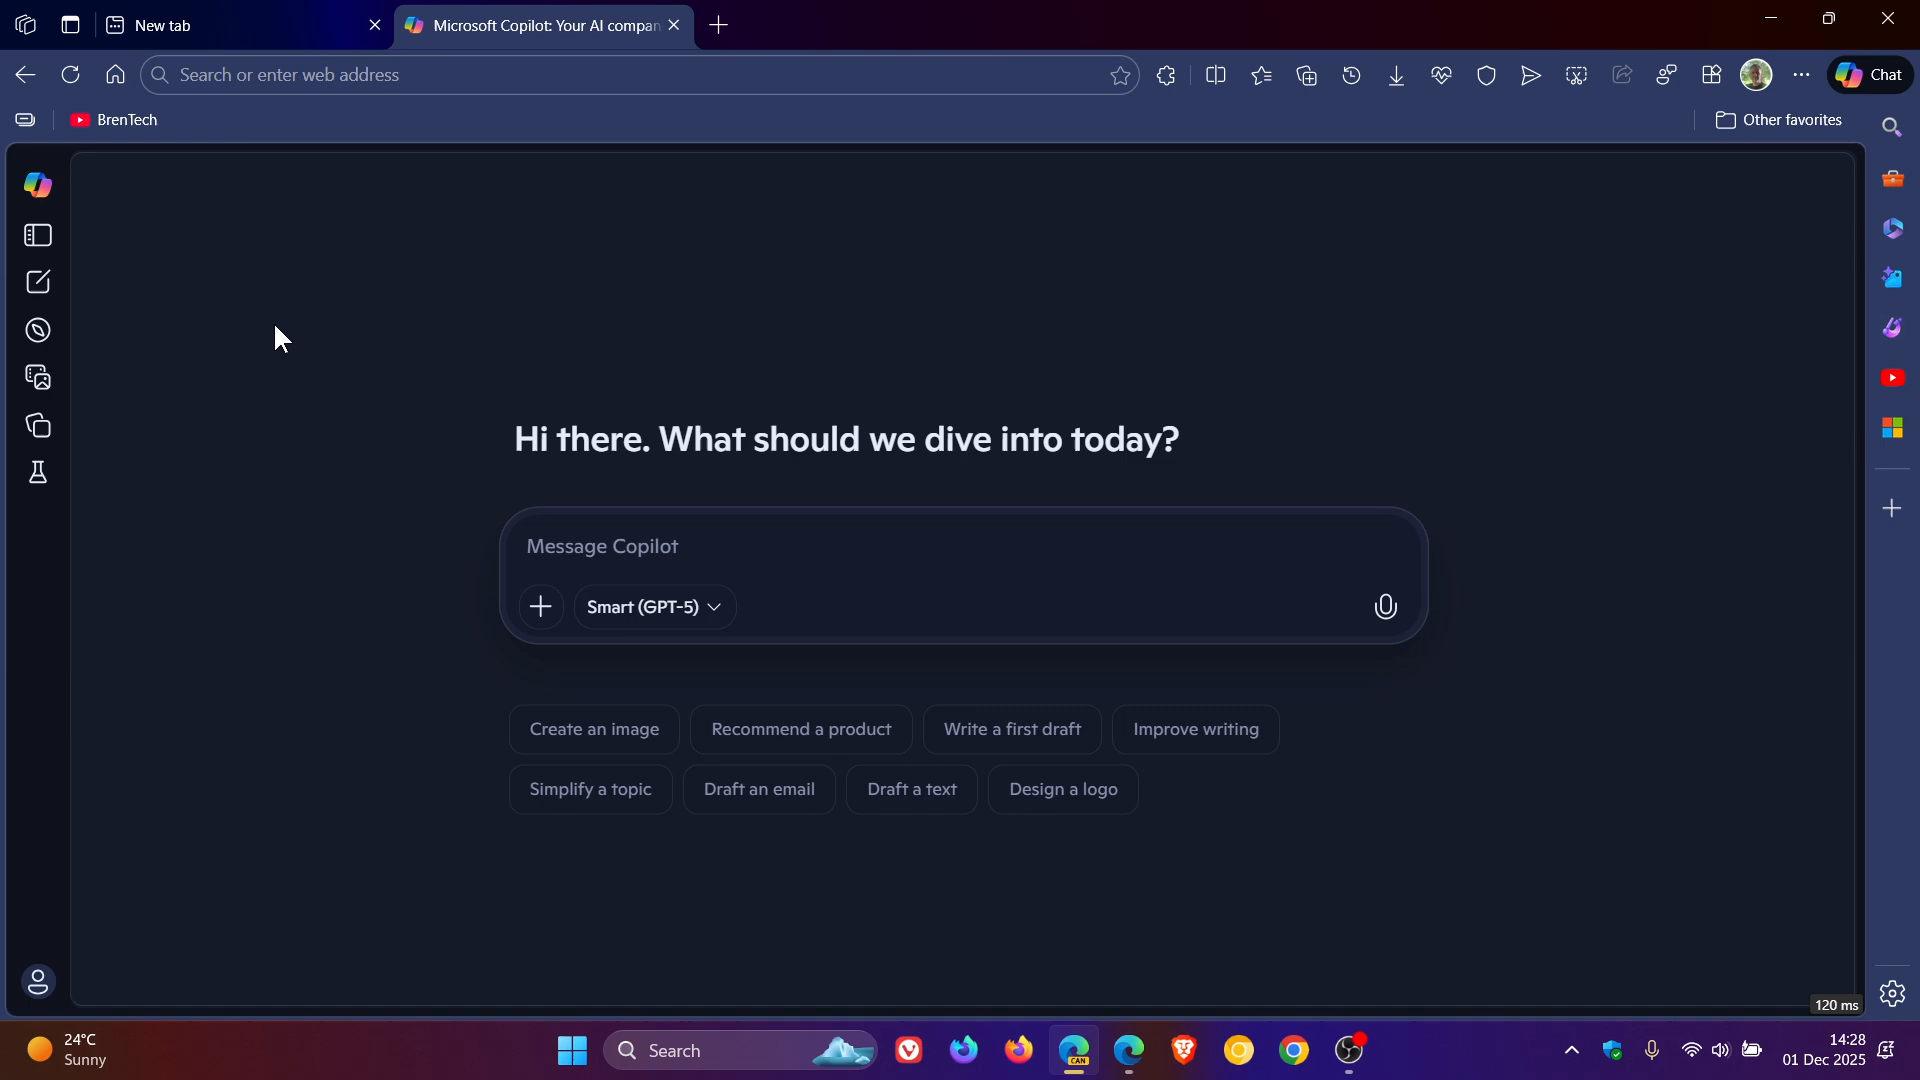 New tab
Microsoft Copilot: Your AI compan
Search or enter web address
Chat
BrenTech
Other favorites
Hi there. What should we dive into today?
Message Copilot
Smart (GPT-5)
Create an image
Recommend a product
Write a first draft
Improve writing
Simplify a topic
Draft an email
Draft a text
Design a logo
120 ms
24°C
Sunny
Search
CAN
14:28
01 Dec 2025